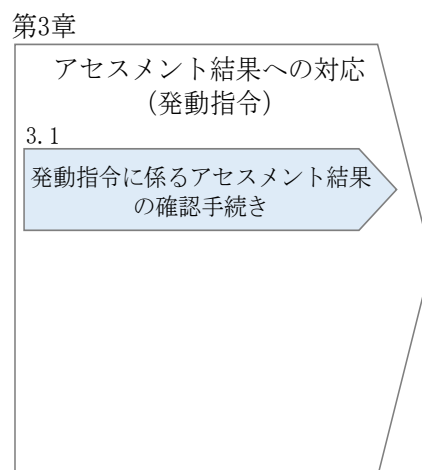 第3章
アセスメント結果への対応
(発動指令)
3.1
発動指令に係るアセスメント結果
の確認手続き